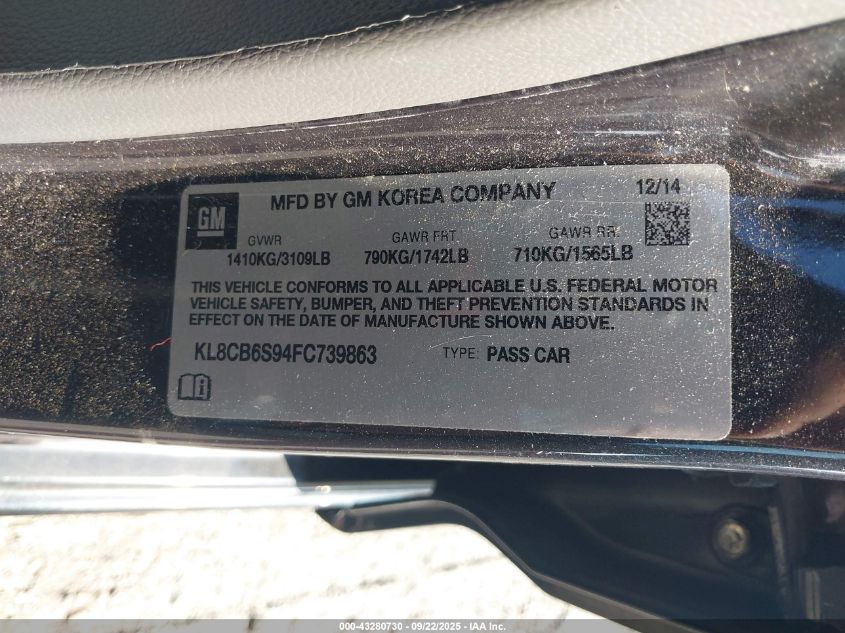 GM
MFD BY GM KOREA COMPANY 12/14
GVWR GAWR FRT GAWR RR
1410KG/3109LB 790KG/1742LB 710KG/1565LB
THIS VEHICLE CONFORMS TO ALL APPLICABLE U.S. FEDERAL MOTOR
VEHICLE SAFETY, BUMPER, AND THEFT PREVENTION STANDARDS IN
EFFECT ON THE DATE OF MANUFACTURE SHOWN ABOVE.
KL8CB6S94FC739863 TYPE: PASS CAR
000-43280730 - 09/22/2025 - IAA Inc.